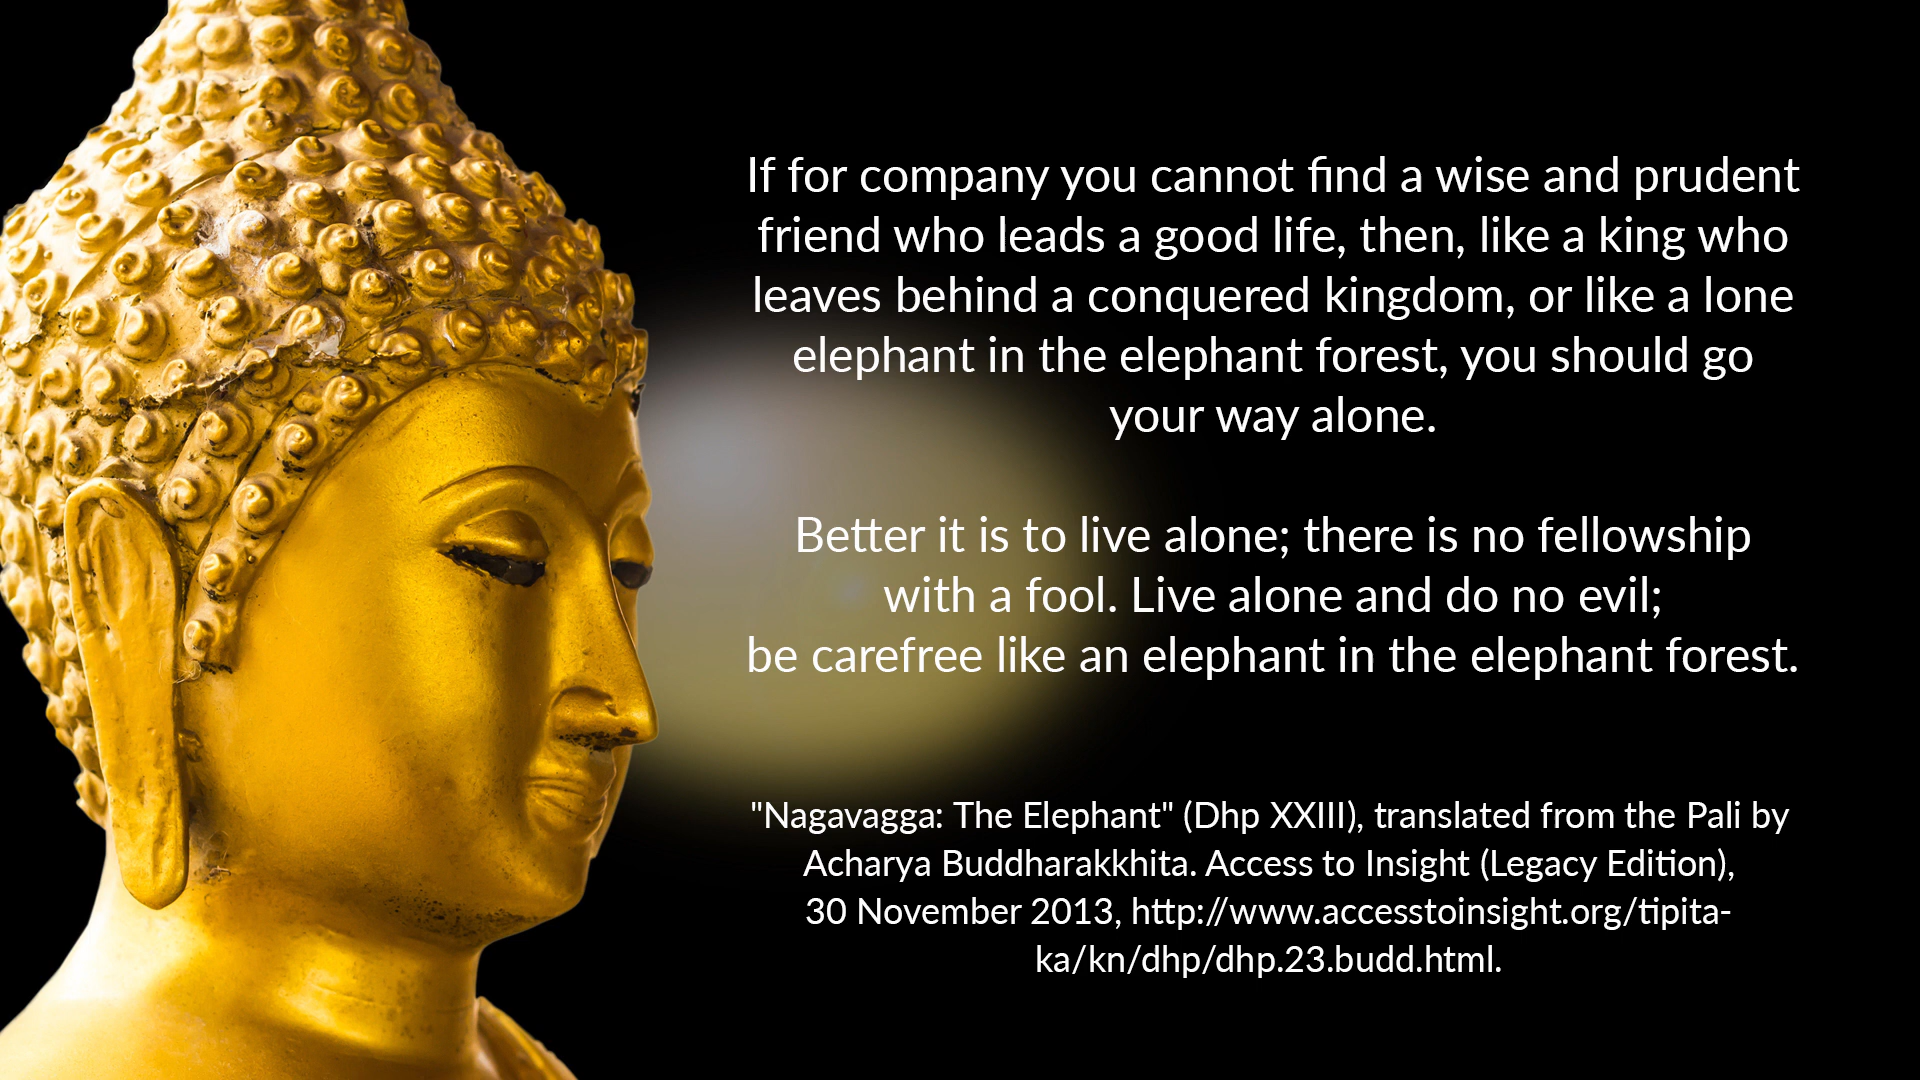 If for company you cannot find a wise and prudent
friend who leads a good life, then, like a king who
leaves behind a conquered kingdom, or like a lone
elephant in the elephant forest, you should go
your way alone.
Better it is to live alone; there is no fellowship
with a fool. Live alone and do no evil;
be carefree like an elephant in the elephant forest.
"Nagavagga: The Elephant" (Dhp XXIII), translated from the Pali by
Acharya Buddharakkhita. Access to Insight (Legacy Edition),
30 November 2013, http://www.accesstoinsight.org/tipita-
ka/kn/dhp/dhp.23.budd.html.